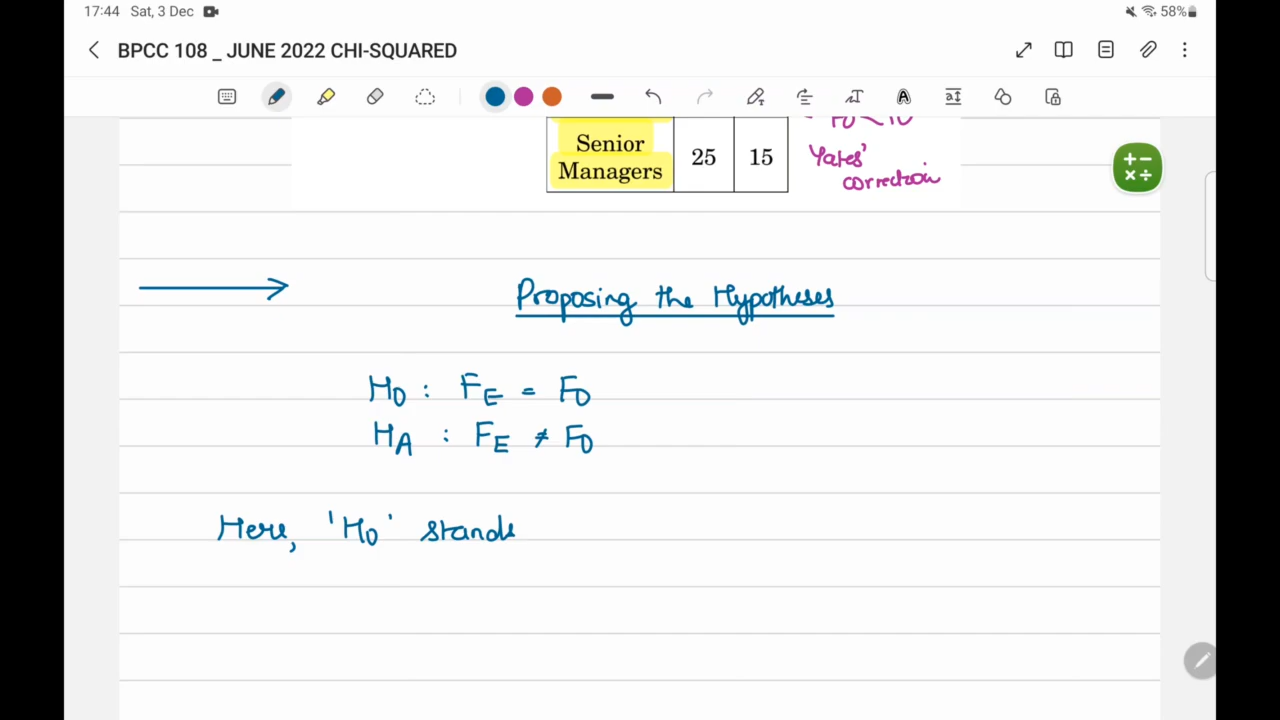 17:44 Sat, 3 Dec 58%
BPCC 108 _ JUNE 2022 CHI-SQUARED
Senior Managers 25 15
Yates'
correction
Proposing the Hypotheses
H0 : FE = FO
HA : FE ≠ FO
Here, 'H0' stands